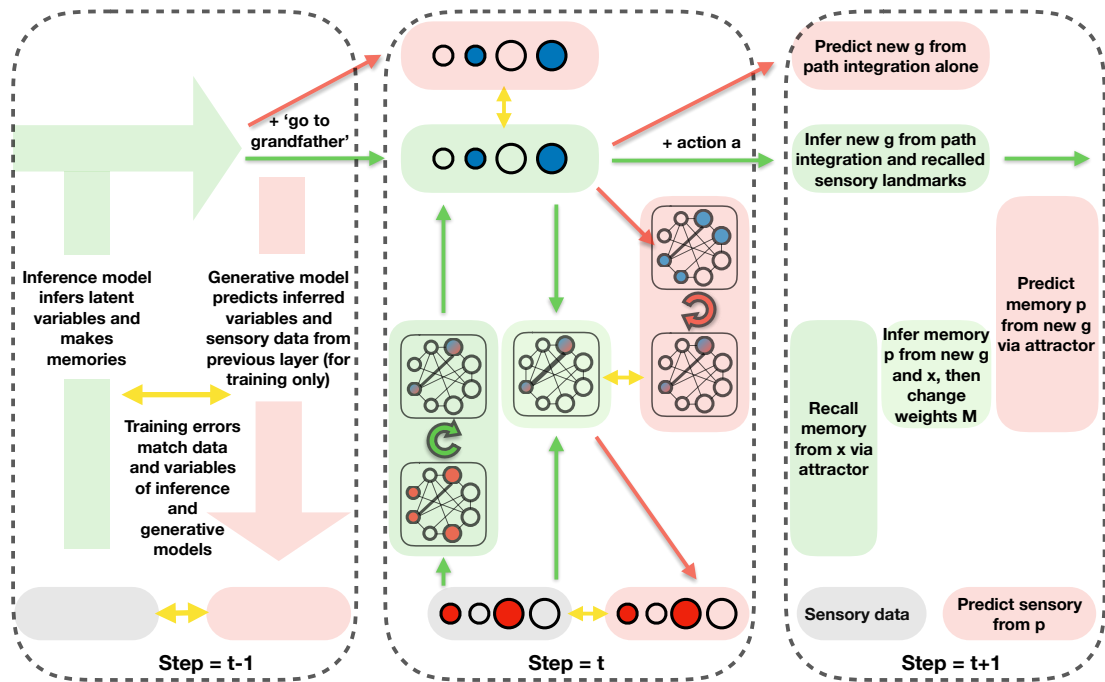 + 'go to
grandfather'
Inference model
infers latent
variables and
makes
memories
Generative model
predicts inferred
variables and
sensory data from
previous layer (for
training only)
Training errors
match data
and variables
of inference
and
generative
models
Step = t-1
+ action a
Step = t
Predict new g from
path integration alone
Infer new g from path
integration and recalled
sensory landmarks
Predict
memory p
from new g
via attractor
Infer memory
p from new g
and x, then
change
weights M
Recall
memory
from x via
attractor
Sensory data
Predict sensory
from p
Step = t+1